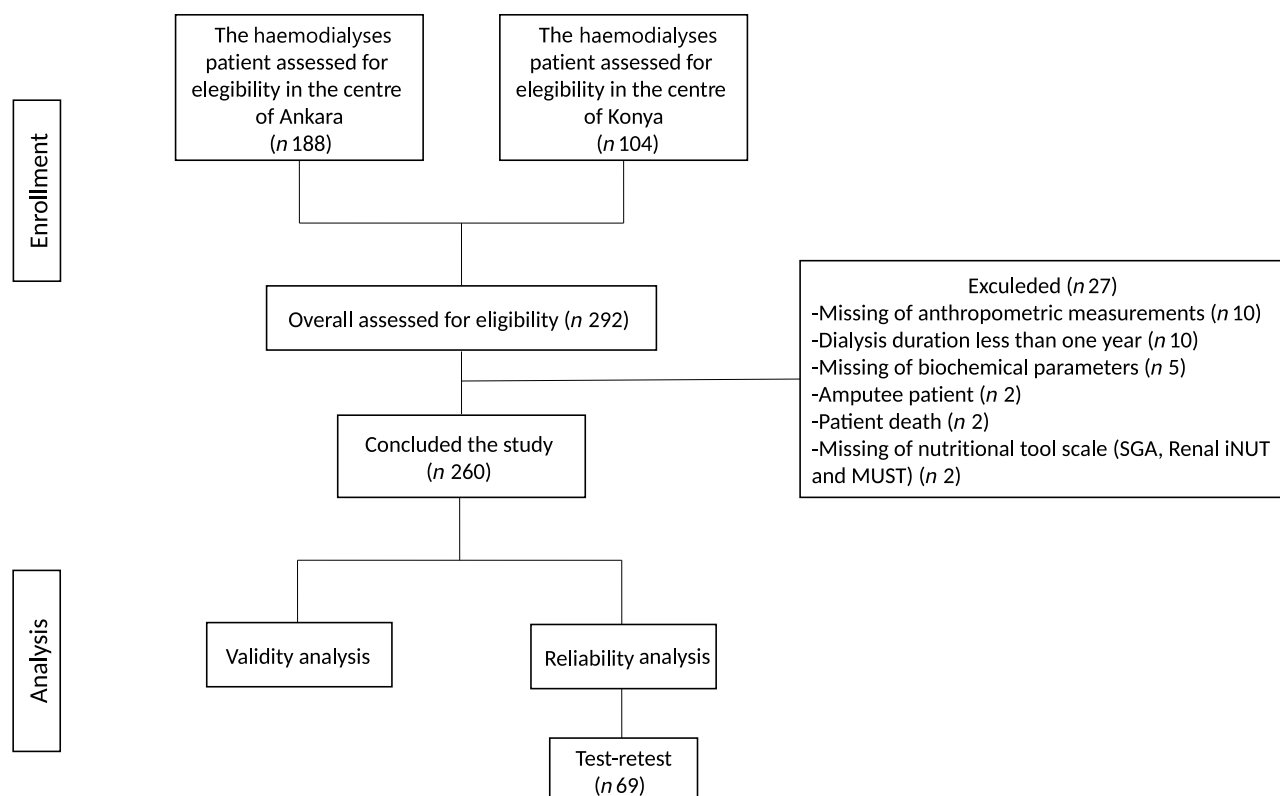 The haemodialyses
patient assessed for
elegibility in the centre
of Ankara
(n 188)
The haemodialyses
patient assessed for
elegibility in the centre
of Konya
(n 104)
Enrollment
Overall assessed for eligibility (n 292)
Exculeded (n 27)
-Missing of anthropometric measurements (n 10)
-Dialysis duration less than one year (n 10)
-Missing of biochemical parameters (n 5)
-Amputee patient (n 2)
-Patient death (n 2)
-Missing of nutritional tool scale (SGA, Renal iNUT
and MUST) (n 2)
Concluded the study
(n 260)
Analysis
Validity analysis
Reliability analysis
Test-retest
(n 69)